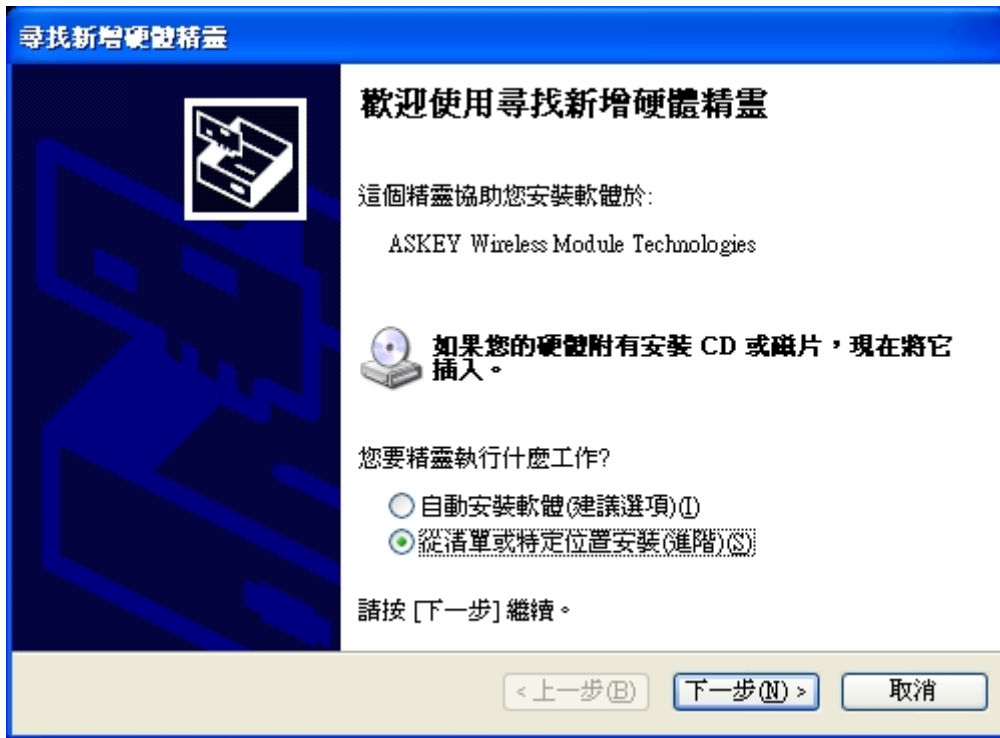 尋找新增硬體精靈
歡迎使用尋找新增硬體精靈
這個精靈協助您安裝軟體於:
ASKEY Wireless Module Technologies
如果您的硬體附有安裝 CD 或磁片，現在將它
插入。
您要精靈執行什麼工作?
自動安裝軟體(建議選項)(I)
從清單或特定位置安裝(進階)(S)
請按 [下一步] 繼續。
<上一步(B) 下一步(N) > 取消